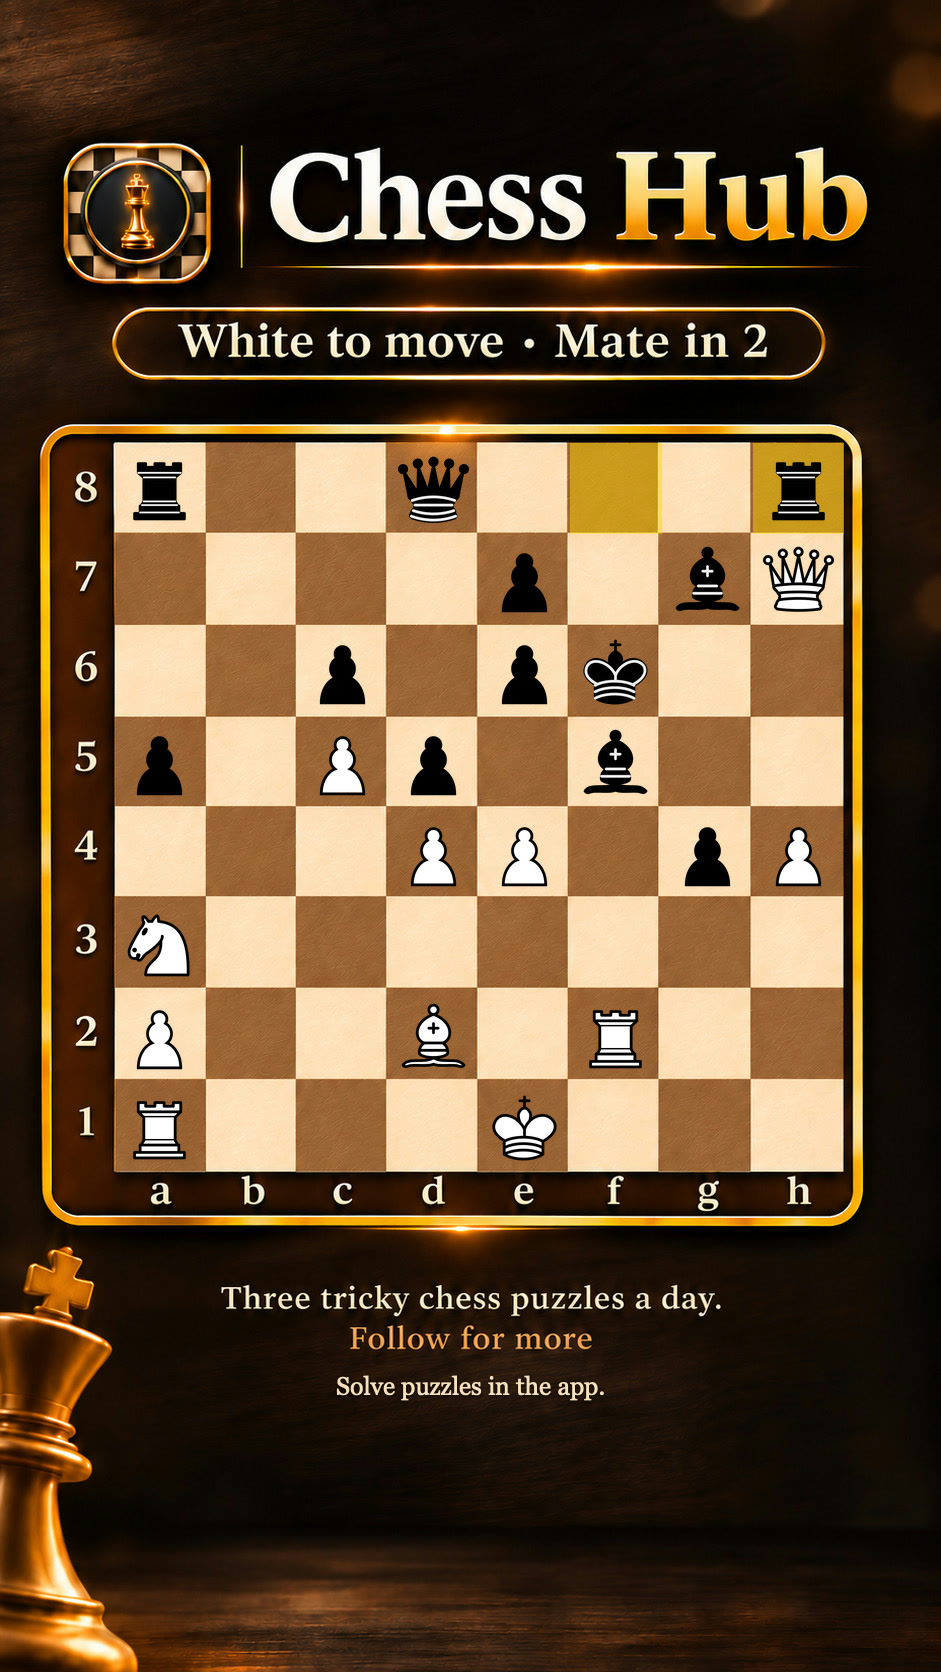 Chess Hub
White to move • Mate in 2
8
7
6
5
4
3
2
1
a b c d e f g h
Three tricky chess puzzles a day.
Follow for more
Solve puzzles in the app.